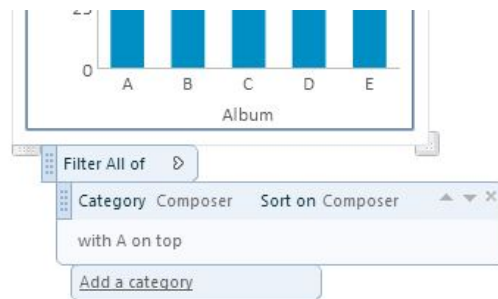 25
0
A B C D E
Album
Filter All of
Category Composer Sort on Composer
with A on top
Add a category